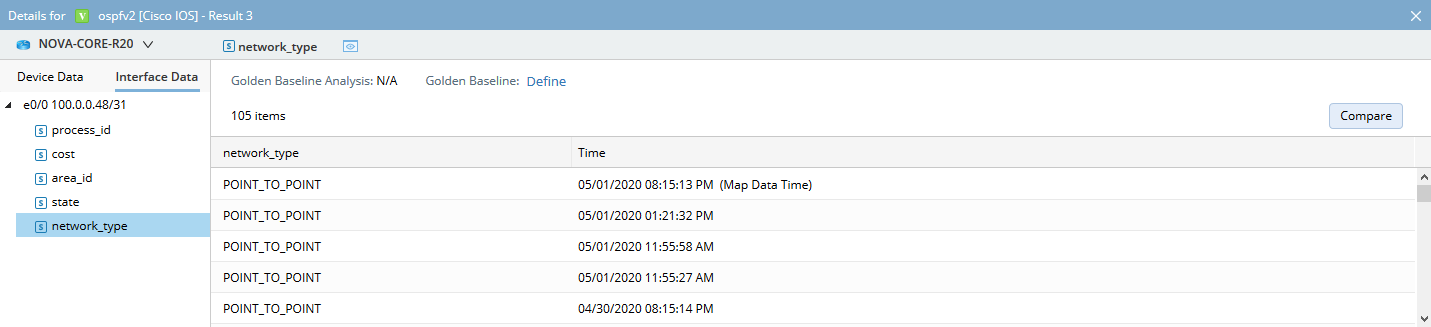 Details for V ospfv2 [Cisco IOS] - Result 3
NOVA-CORE-R20
$ network_type
Device Data Interface Data
Golden Baseline Analysis: N/A Golden Baseline: Define
e0/0 100.0.0.48/31
$ process_id
$ cost
$ area_id
$ state
$ network_type
105 items
Compare
network_type Time
POINT_TO_POINT 05/01/2020 08:15:13 PM (Map Data Time)
POINT_TO_POINT 05/01/2020 01:21:32 PM
POINT_TO_POINT 05/01/2020 11:55:58 AM
POINT_TO_POINT 05/01/2020 11:55:27 AM
POINT_TO_POINT 04/30/2020 08:15:14 PM